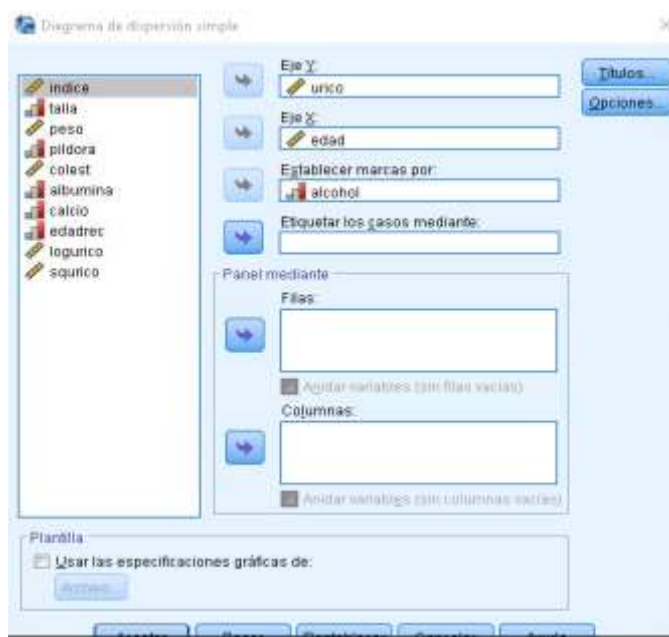 Diagrama de dispersión simple
indice
talla
peso
pildora
colest
albumina
calcio
edadrec
logurico
squrico
Eje Y:
urico
Eje X:
edad
Establecer marcas por:
alcohol
Etiquetar los casos mediante:
Panel mediante
Filas:
Anidar variables (sin filas vacías)
Columnas:
Anidar variables (sin columnas vacías)
Títulos...
Opciones...
Plantilla
Usar las especificaciones gráficas de:
Archivo...